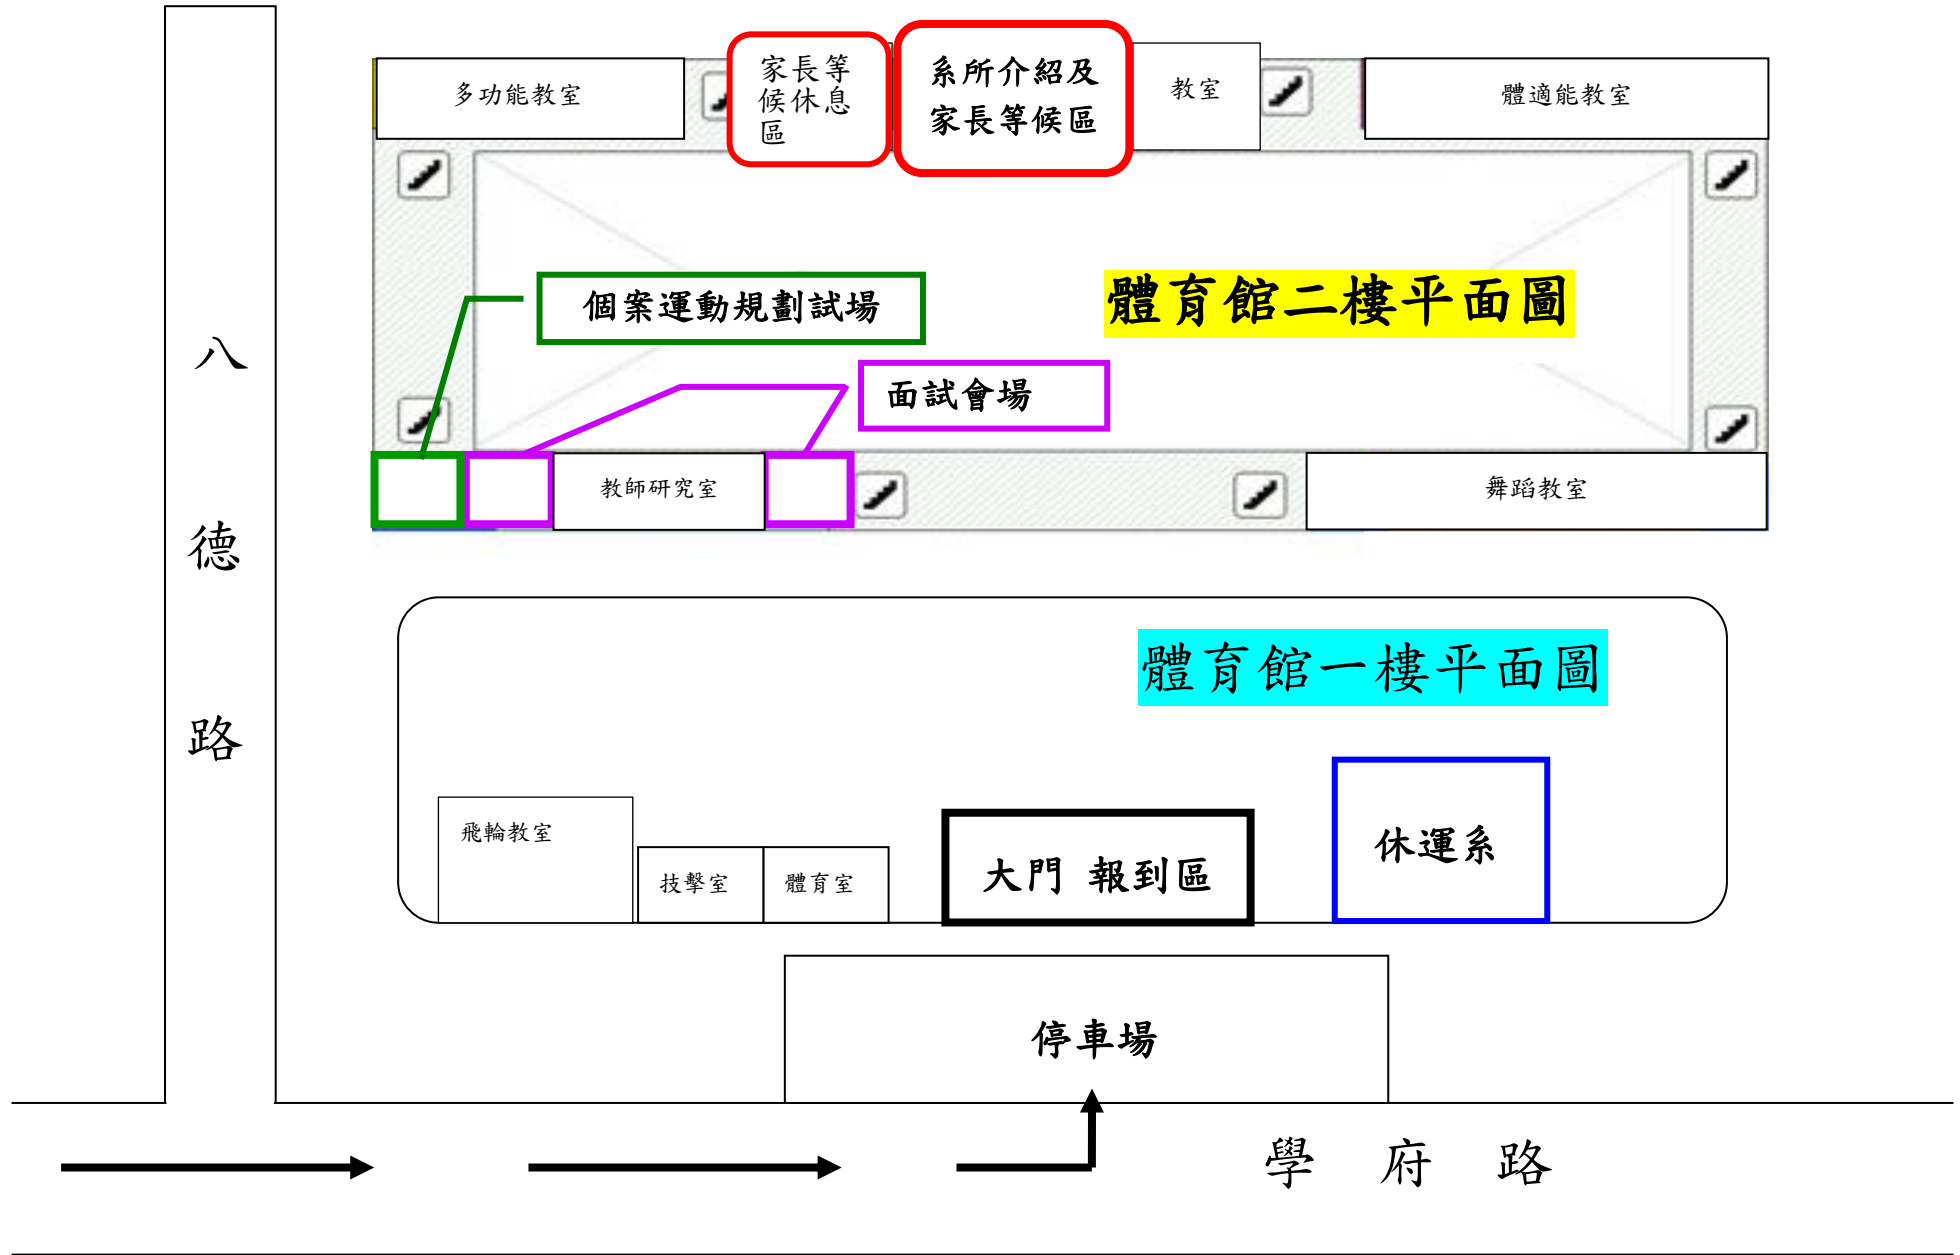 多功能教室
家長等
候休息
區
系所介紹及
家長等候區
教室
體適能教室
個案運動規劃試場
體育館二樓平面圖
面試會場
教師研究室
舞蹈教室
八
德
路
體育館一樓平面圖
飛輪教室
技擊室
體育室
大門 報到區
休運系
停車場
學 府 路